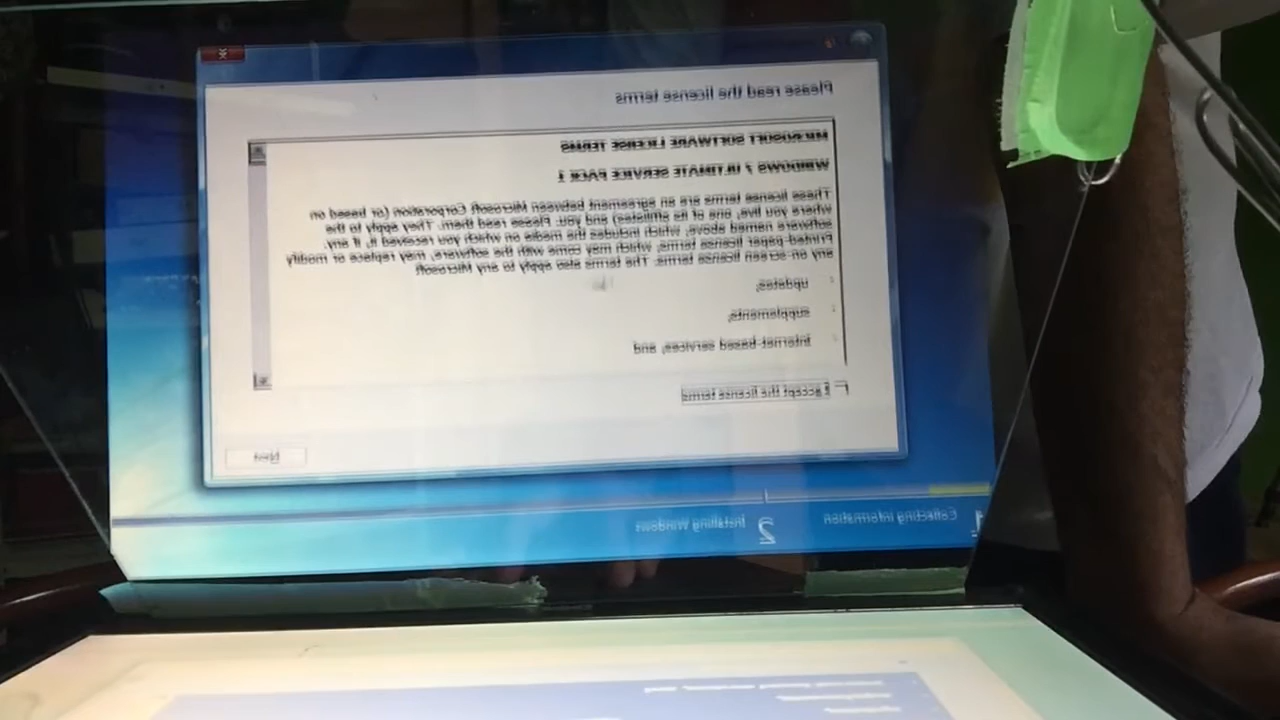 Please read the license terms
MICROSOFT SOFTWARE LICENSE TERMS
WINDOWS 7 ULTIMATE SERVICE PACK 1
These license terms are an agreement between Microsoft Corporation (or based on
where you live, one of its affiliates) and you. Please read them. They apply to the
software named above, which includes the media on which you received it, if any.
Printed-paper license terms, which may come with the software, may replace or modify
any on-screen license terms. The terms also apply to any Microsoft
updates,
supplements,
Internet-based services, and
I accept the license terms
Next
1 Collecting information
2 Installing Windows